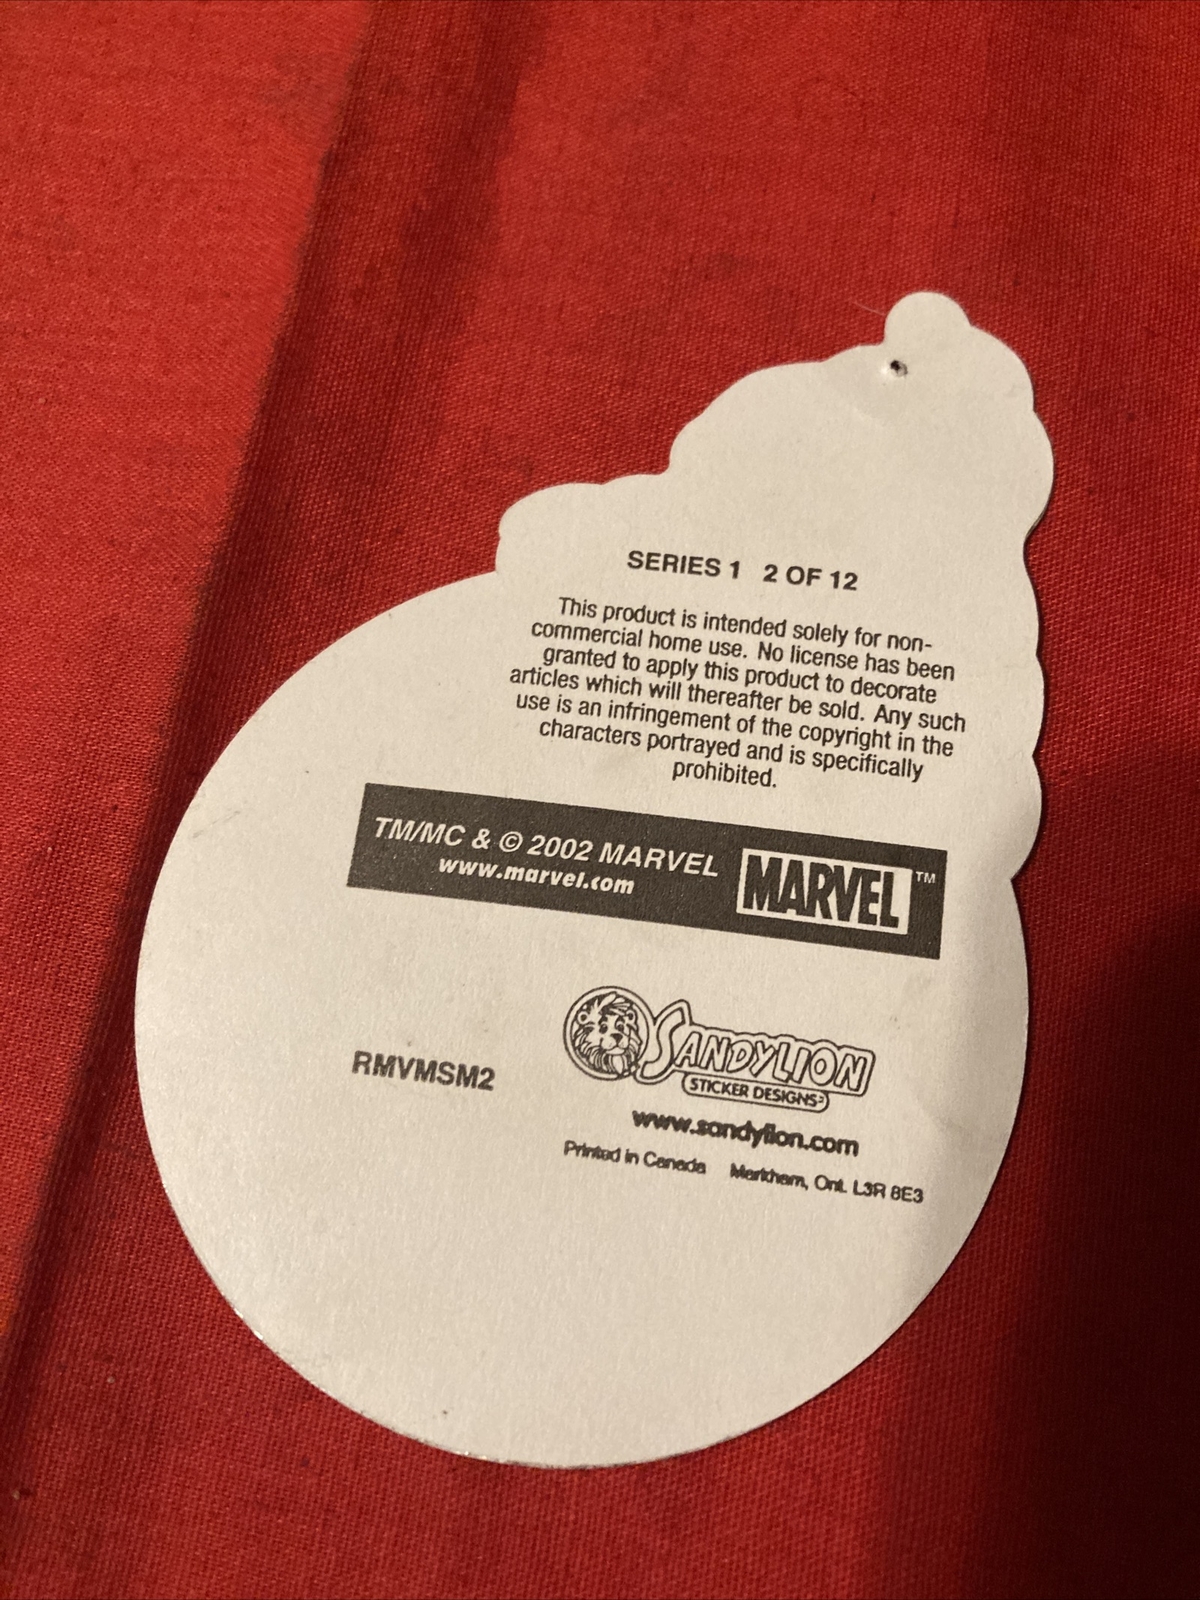 SERIES 1 2 OF 12
This product is intended solely for non-
commercial home use. No license has been
granted to apply this product to decorate
articles which will thereafter be sold. Any such
use is an infringement of the copyright in the
characters portrayed and is specifically
prohibited.
TM/MC & © 2002 MARVEL
www.marvel.com
MARVEL™
SANDYLION
STICKER DESIGNS
RMVMSM2
www.sandylion.com
Printed in Canada Markham, Ont. L3R 8E3